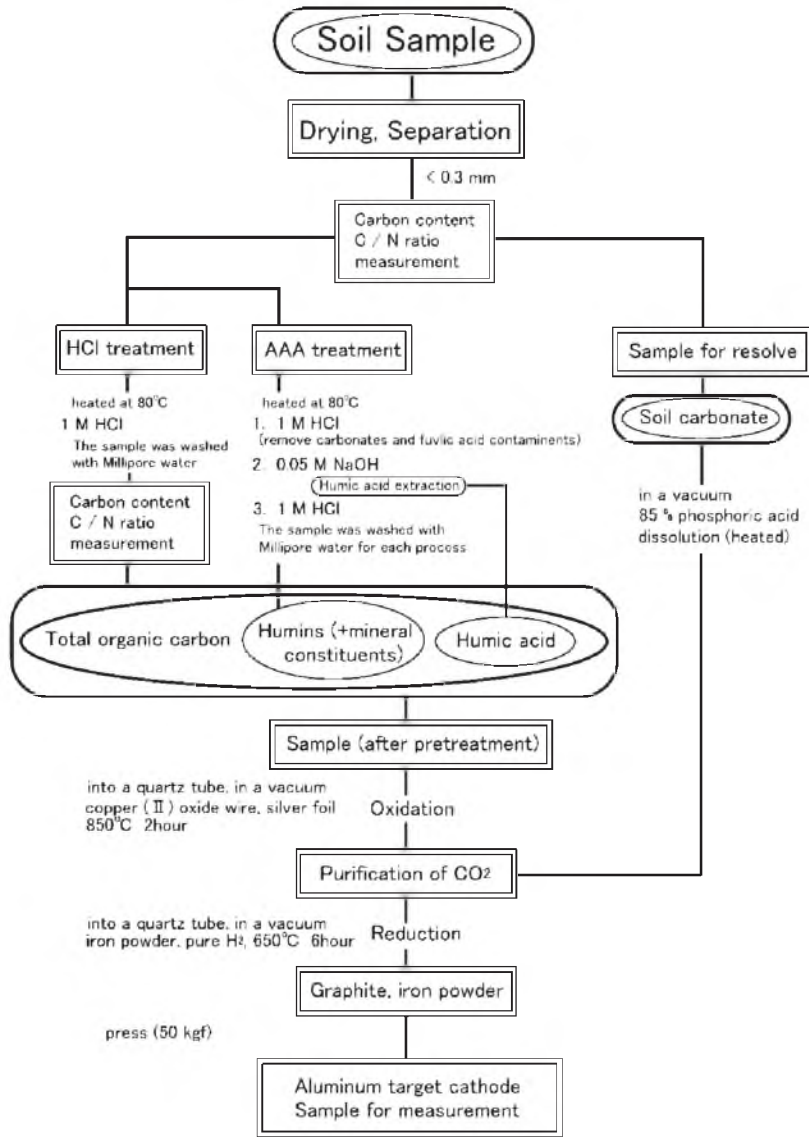 Soil Sample
Drying, Separation
< 0.3 mm
Carbon content
C / N ratio
measurement
HCl treatment
AAA treatment
Sample for resolve
heated at 80°C
1 M HCl
The sample was washed
with Millipore water
Carbon content
C / N ratio
measurement
heated at 80°C
1. 1 M HCl
(remove carbonates and fuvlic acid contaminents)
2. 0.05 M NaOH
Humic acid extraction
3. 1 M HCl
The sample was washed with
Millipore water for each process
Soil carbonate
in a vacuum
85 % phosphoric acid
dissolution (heated)
Total organic carbon
Humins (+mineral
constituents)
Humic acid
Sample (after pretreatment)
into a quartz tube, in a vacuum
copper (Ⅱ) oxide wire, silver foil
850°C 2hour
Oxidation
Purification of CO2
into a quartz tube, in a vacuum
iron powder, pure H2, 650°C 6hour
Reduction
Graphite, iron powder
press (50 kgf)
Aluminum target cathode
Sample for measurement